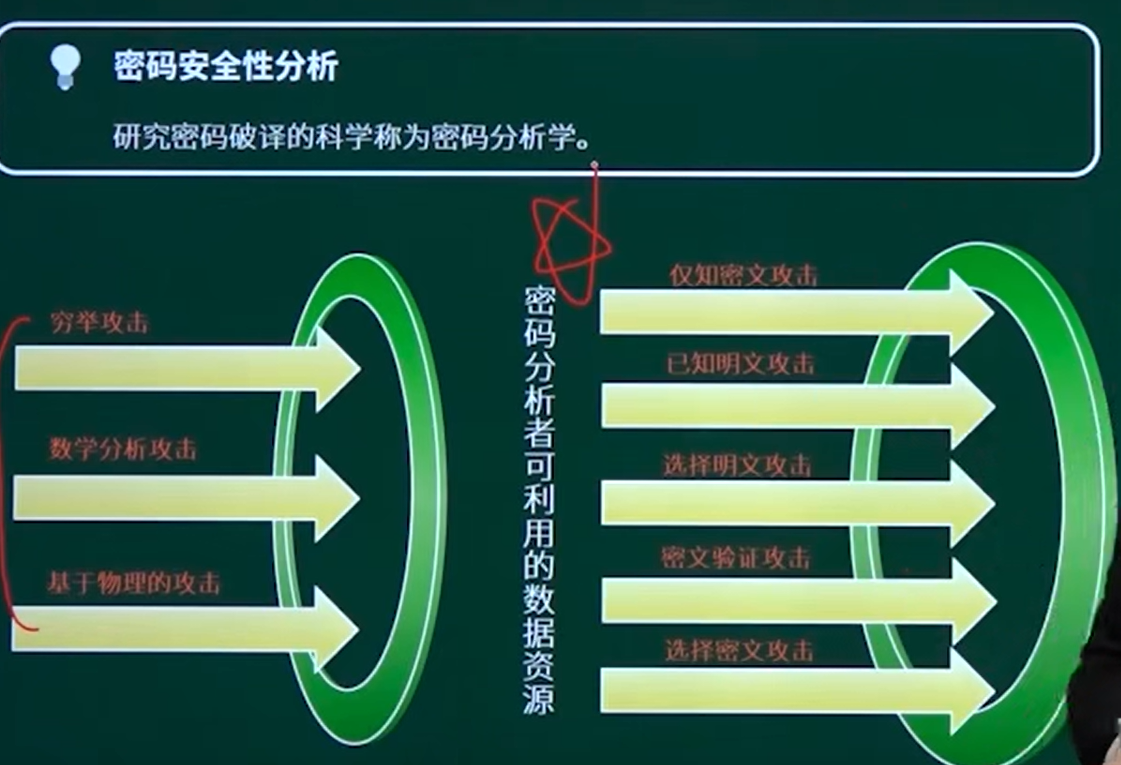 密码安全性分析
研究密码破译的科学称为密码分析学。
穷举攻击
数学分析攻击
基于物理的攻击
密码分析者可利用的数据资源
仅知密文攻击
已知明文攻击
选择明文攻击
密文验证攻击
选择密文攻击